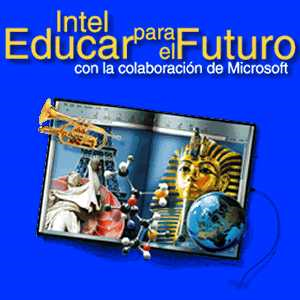 Intel
Educar para el Futuro
con la colaboración de Microsoft